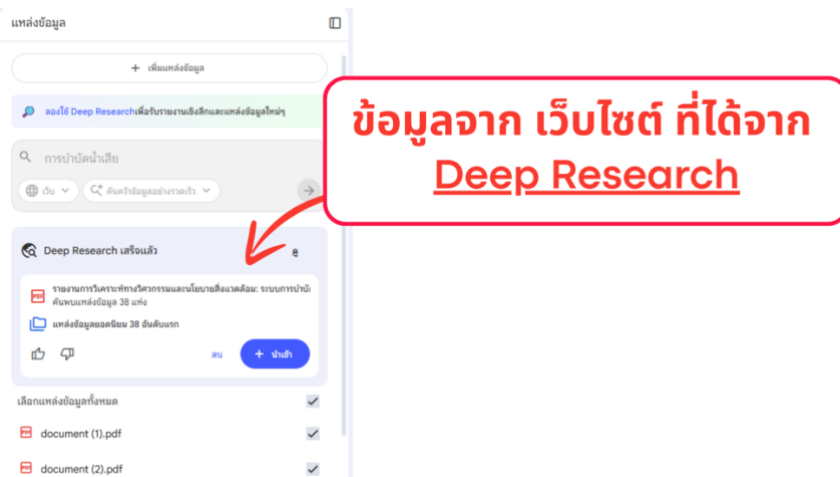 แหล่งข้อมูล
+ เพิ่มแหล่งข้อมูล
ลองใช้ Deep Researchเพื่อรับรายงานเชิงลึกและแหล่งข้อมูลใหม่ๆ
การบำบัดน้ำเสีย
เว็บ
ค้นคว้าข้อมูลอย่างรวดเร็ว
Deep Research เสร็จแล้ว
ดู
PDF
รายงานการวิเคราะห์ทางวิศวกรรมและนโยบายสิ่งแวดล้อม: ระบบการบำบั
ค้นพบแหล่งข้อมูล 38 แห่ง
แหล่งข้อมูลยอดนิยม 38 อันดับแรก
ลบ
+ นำเข้า
เลือกแหล่งข้อมูลทั้งหมด
PDF document (1).pdf
PDF document (2).pdf
ข้อมูลจาก เว็บไซต์ ที่ได้จาก
Deep Research